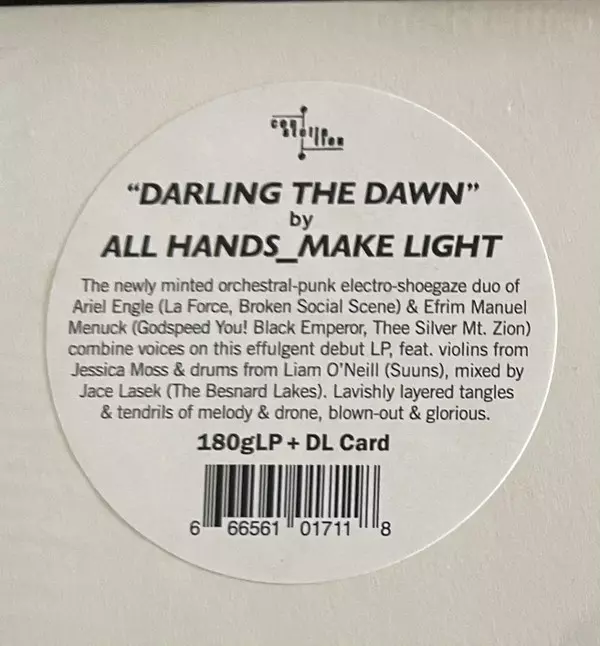 constellation
“DARLING THE DAWN”
by
ALL HANDS_MAKE LIGHT
The newly minted orchestral-punk electro-shoegaze duo of
Ariel Engle (La Force, Broken Social Scene) & Efrim Manuel
Menuck (Godspeed You! Black Emperor, Thee Silver Mt. Zion)
combine voices on this effulgent debut LP, feat. violins from
Jessica Moss & drums from Liam O’Neill (Suuns), mixed by
Jace Lasek (The Besnard Lakes). Lavishly layered tangles
& tendrils of melody & drone, blown-out & glorious.
180gLP + DL Card
6 66561 01711 8